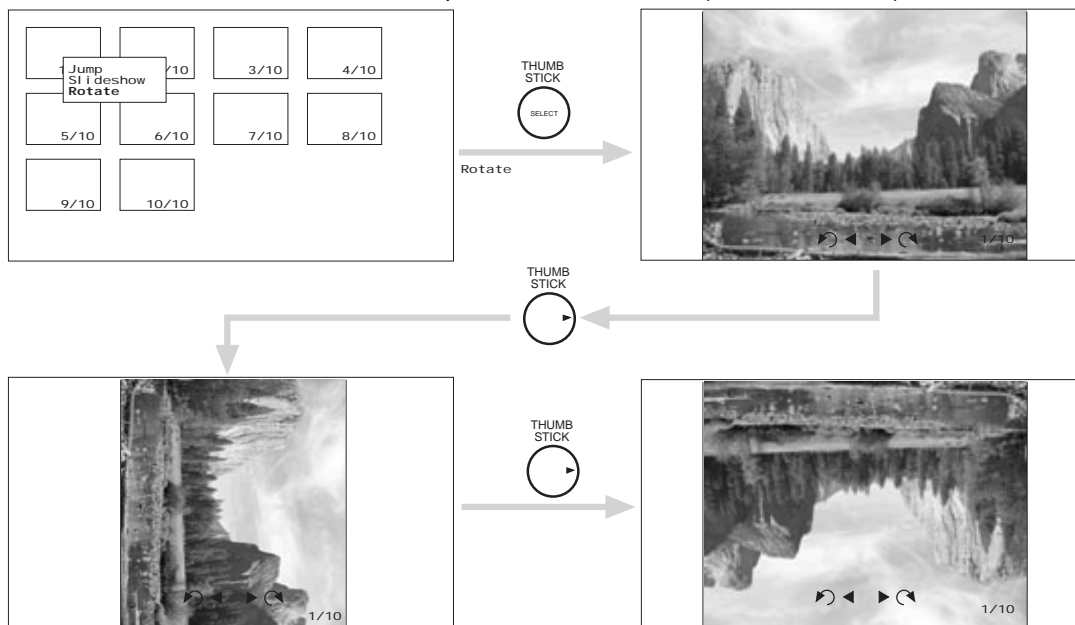 Jump
Slideshow
Rotate
/10
3/10
4/10
5/10
6/10
7/10
8/10
9/10
10/10
THUMB
STICK
SELECT
Rotate
1/10
THUMB
STICK
THUMB
STICK
1/10
1/10